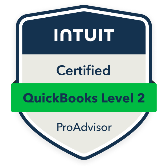 INTUIT
Certified
QuickBooks Level 2
ProAdvisor